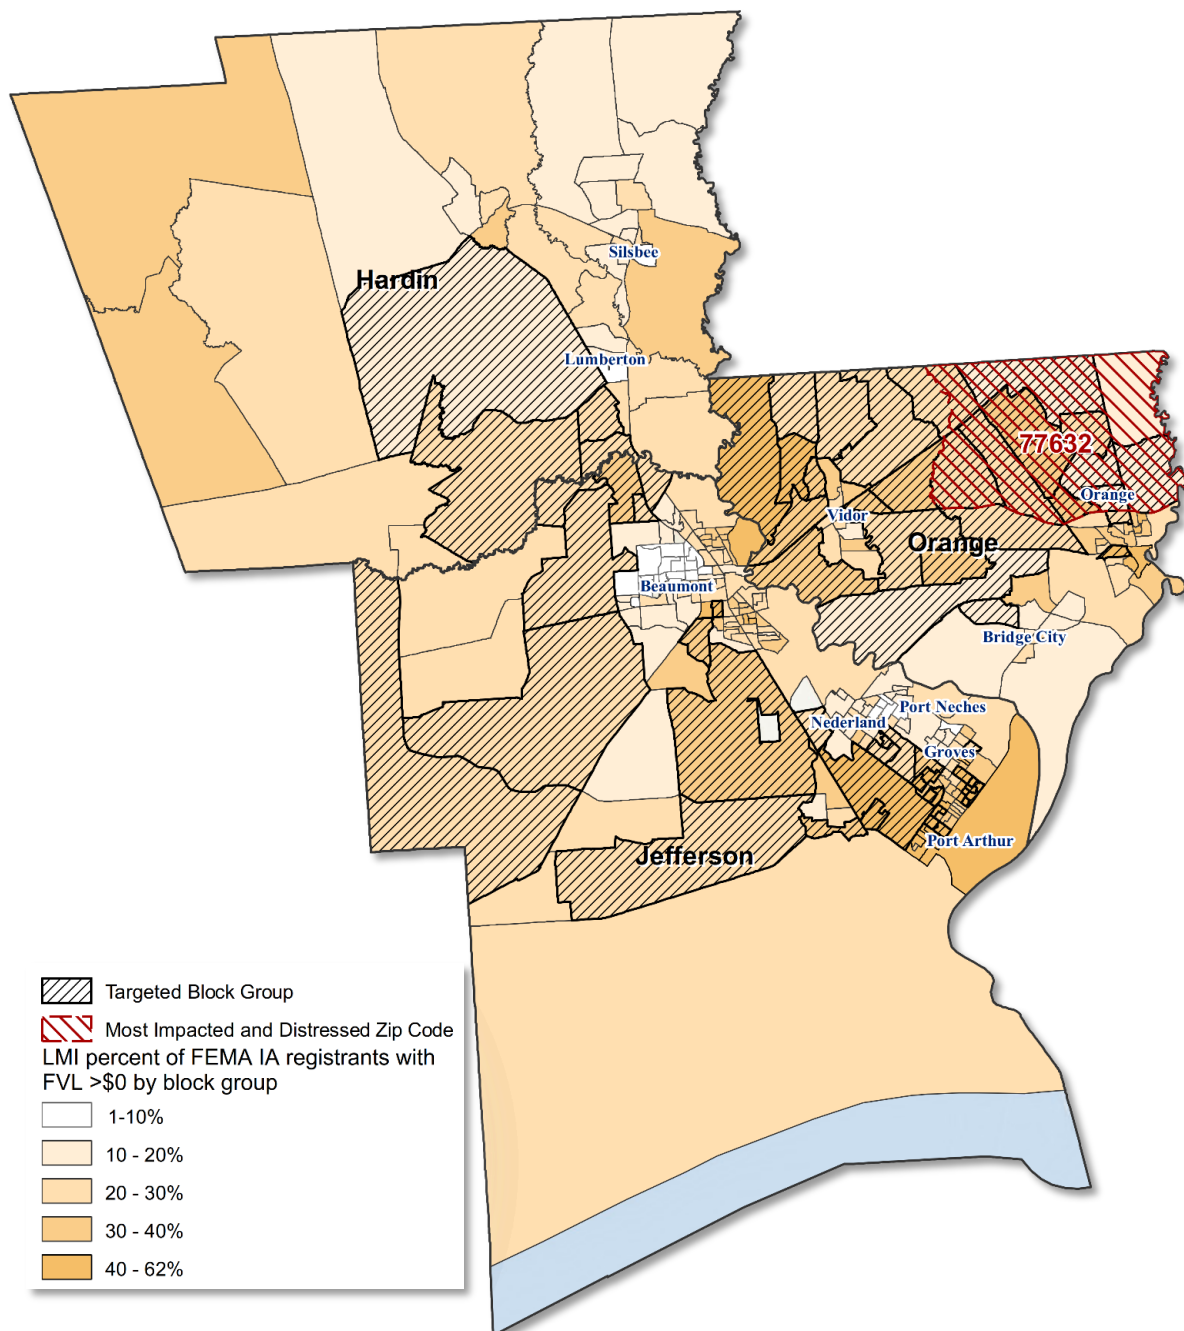 Silsbee
Hardin
Lumberton
77632
Orange
Vidor
Orange
Beaumont
Bridge City
Port Neches
Nederland
Groves
Port Arthur
Jefferson
Targeted Block Group
Most Impacted and Distressed Zip Code
LMI percent of FEMA IA registrants with
FVL >$0 by block group
1-10%
10 - 20%
20 - 30%
30 - 40%
40 - 62%